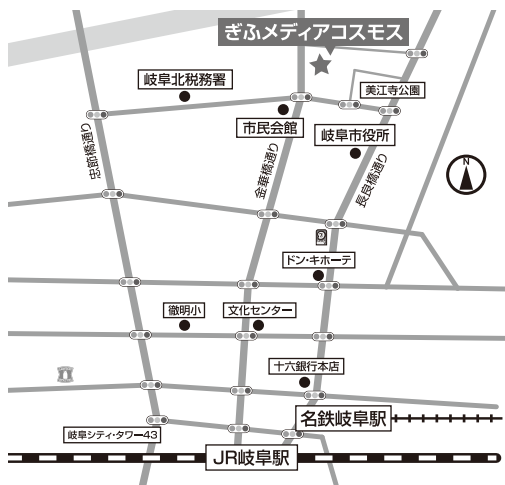 ぎふメディアコスモス
岐阜北税務署
美江寺公園
市民会館
岐阜市役所
忠節橋通り
金華橋通り
長良橋通り
N
ドン・キホーテ
徹明小
文化センター
十六銀行本店
名鉄岐阜駅
岐阜シティ・タワー43
JR岐阜駅